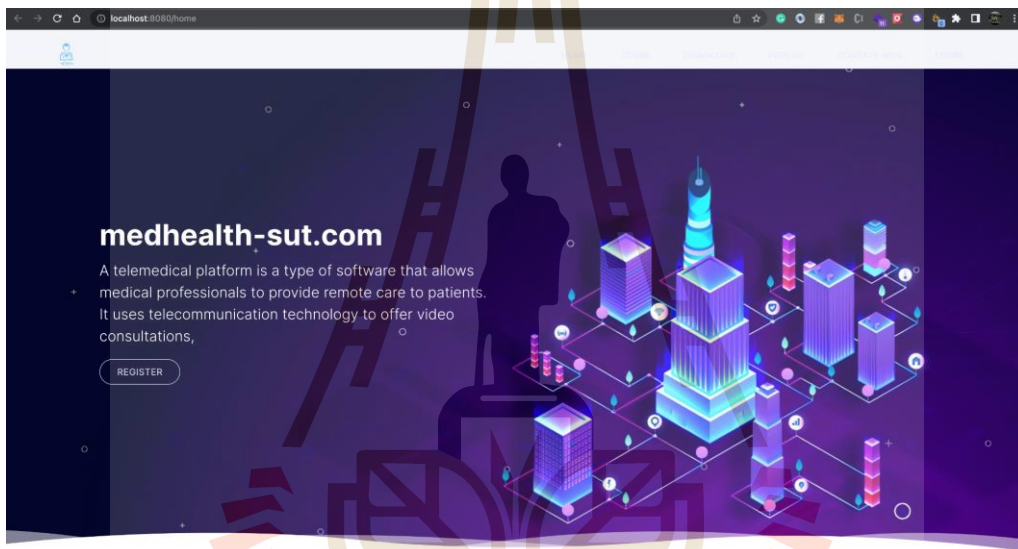 localhost:8080/home
medhealth-sut.com
A telemedical platform is a type of software that allows
medical professionals to provide remote care to patients.
It uses telecommunication technology to offer video
consultations,
REGISTER